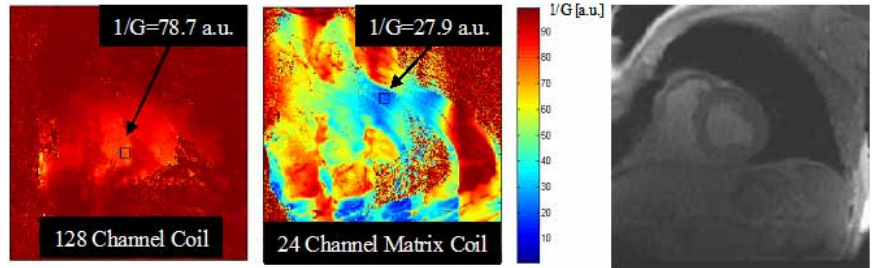 1/G=78.7 a.u.
128 Channel Coil
1/G=27.9 a.u.
24 Channel Matrix Coil
1/G [a.u.]
90
80
70
60
50
40
30
20
10